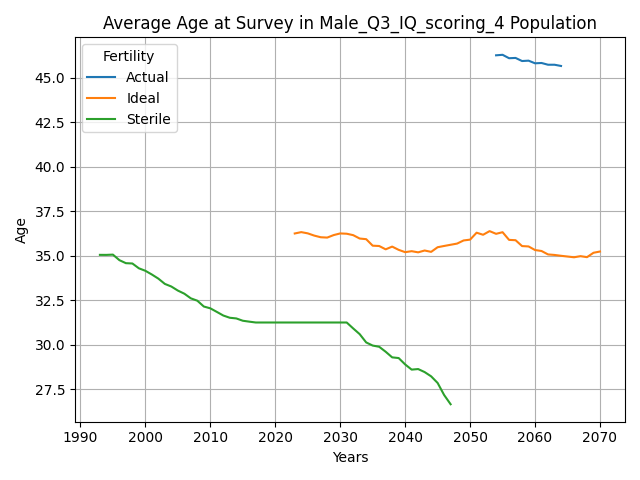 Average Age at Survey in Male_Q3_IQ_scoring_4 Population
Fertility
Actual
Ideal
Sterile
Age
45.0
42.5
40.0
37.5
35.0
32.5
30.0
27.5
1990 2000 2010 2020 2030 2040 2050 2060 2070
Years